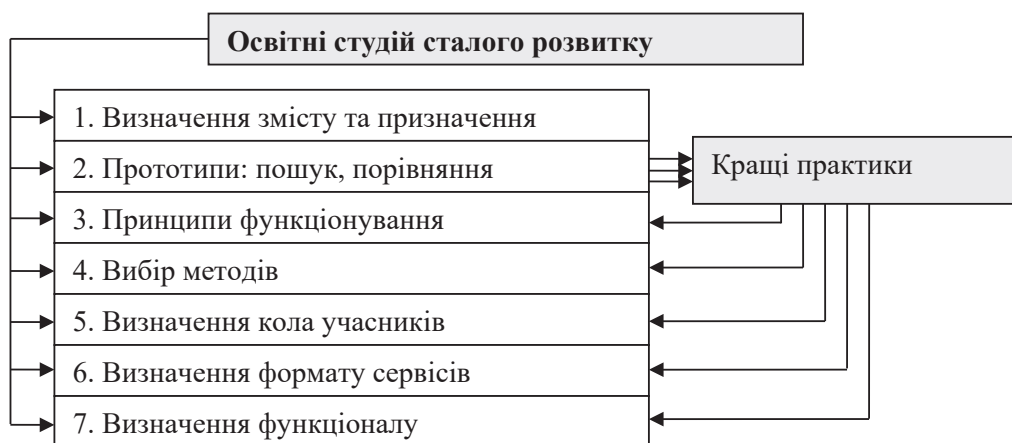 Освітні студій сталого розвитку
1. Визначення змісту та призначення
2. Прототипи: пошук, порівняння
Кращі практики
3. Принципи функціонування
4. Вибір методів
5. Визначення кола учасників
6. Визначення формату сервісів
7. Визначення функціоналу